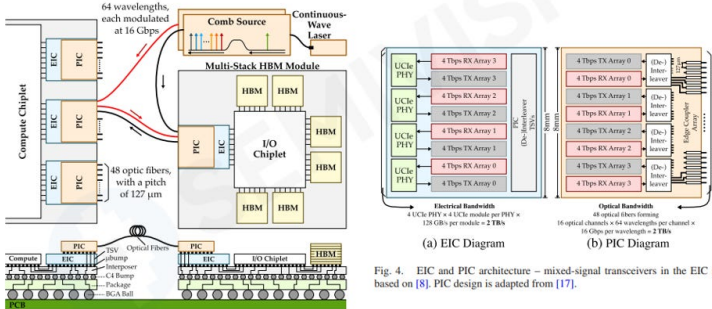 64 wavelengths,
each modulated
at 16 Gbps
Comb Source
Continuous-
Wave
Laser
Multi-Stack HBM Module
Compute Chiplet
EIC
PIC
EIC
PIC
EIC
PIC
PIC
EIC
HBM
HBM
HBM
HBM
HBM
HBM
I/O
Chiplet
48 optic fibers,
with a pitch
of 127 μm
Optical Fibers
PIC
PIC
TSV
μbump
Interposer
C4 Bump
Package
BGA Ball
Compute
EIC
EIC
I/O Chiplet
HBM
PCB
UCIe
PHY
UCIe
PHY
UCIe
PHY
UCIe
PHY
4 Tbps RX Array 3
4 Tbps TX Array 3
4 Tbps RX Array 2
4 Tbps TX Array 2
4 Tbps RX Array 1
4 Tbps TX Array 1
4 Tbps RX Array 0
4 Tbps TX Array 0
PIC
(De-)Interleaver
TSVs
8mm
8mm
4 Tbps TX Array 0
4 Tbps RX Array 0
4 Tbps TX Array 1
4 Tbps RX Array 1
4 Tbps TX Array 2
4 Tbps RX Array 2
4 Tbps TX Array 3
4 Tbps RX Array 3
(De-)
Inter-
leaver
(De-)
Inter-
leaver
(De-)
Inter-
leaver
(De-)
Inter-
leaver
127μm
Edge Coupler
Array
Electrical Bandwidth
4 UCIe PHY × 4 UCIe module per PHY ×
128 GB/s per module = 2 TB/s
Optical Bandwidth
48 optical fibers forming
16 optical channels × 64 wavelengths per channel ×
16 Gbps per wavelength = 2 TB/s
(a) EIC Diagram
(b) PIC Diagram
Fig. 4. EIC and PIC architecture – mixed-signal transceivers in the EIC
based on [8]. PIC design is adapted from [17].